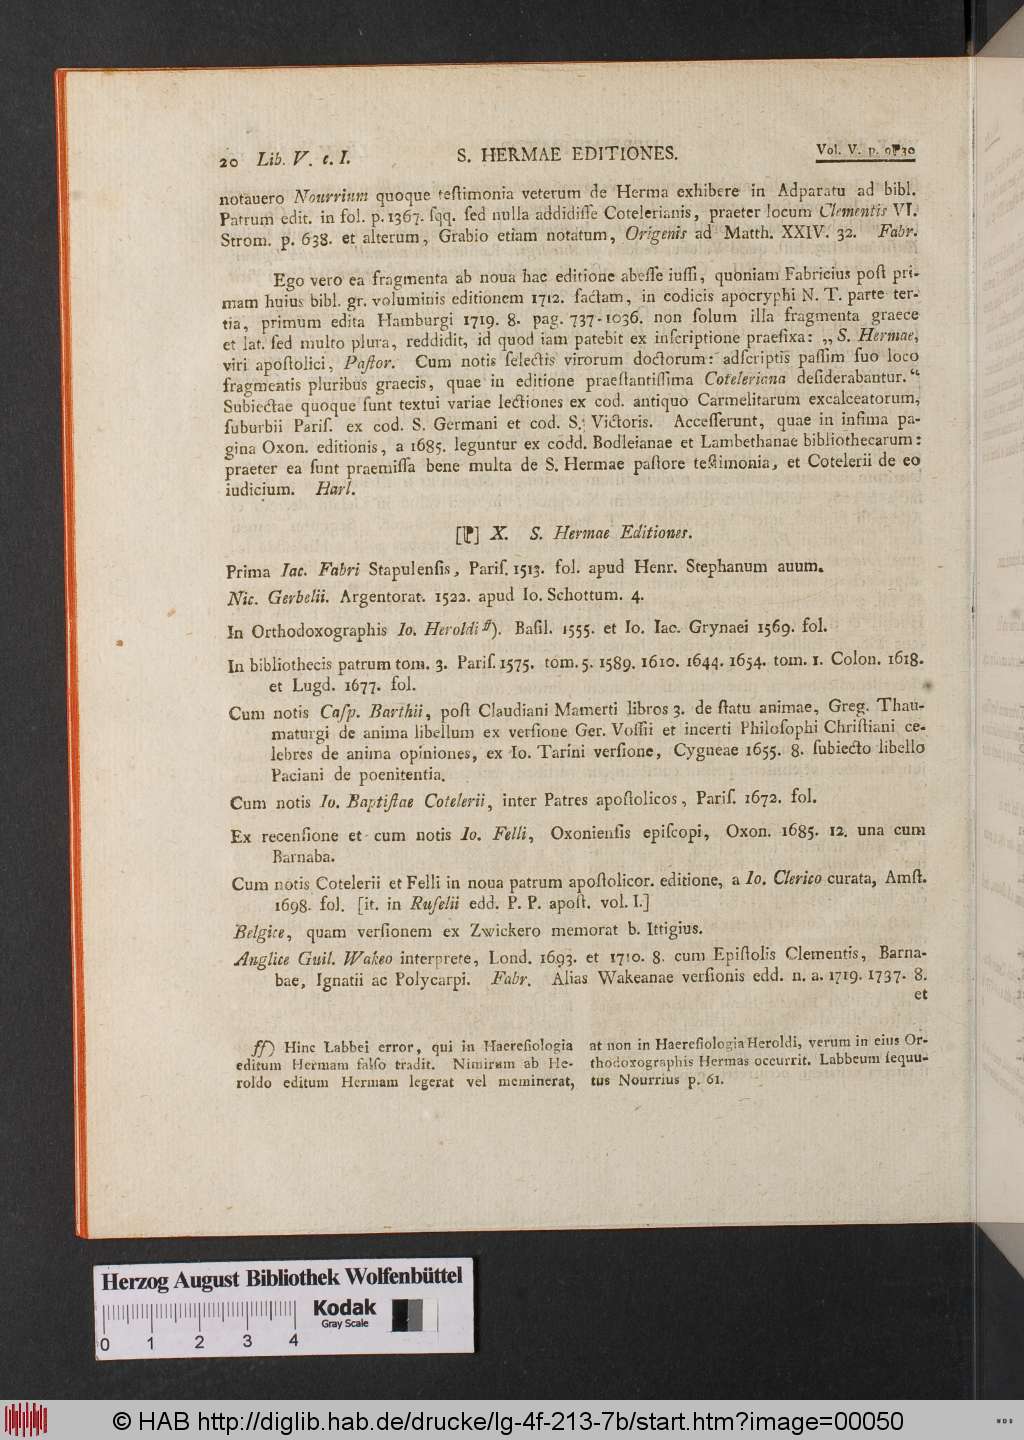 20 Lib. V. c. I.
S. HERMAE EDITIONES.
Vol. V. p. 9 30
notauero Nourrium quoque teſtimonia veterum de Herma exhibere in Adparatu ad bibl.
Patrum edit. in fol. p. 1367. ſqq. ſed nulla addidiſſe Cotelerianis, praeter locum Clementis VI.
Strom. p. 638. et alterum, Grabio etiam notatum, Origenis ad Matth. XXIV. 32. Fabr.
Ego vero ea fragmenta ab noua hac editione abeſſe iuſſi, quoniam Fabricius poſt pri-
mam huius bibl. gr. voluminis editionem 1712. factam, in codicis apocryphi N. T. parte ter-
tia, primum edita Hamburgi 1719. 8. pag. 737-1036. non ſolum illa fragmenta graece
et lat. ſed multo plura, reddidit, id quod iam patebit ex inſcriptione praefixa: „S. Hermae,
viri apoſtolici, Paſtor. Cum notis ſelectis virorum doctorum: adſcriptis paſſim ſuo loco
fragmentis pluribus graecis, quae in editione praeſtantiſſima Coteleriana deſiderabantur.“
Subiectae quoque ſunt textui variae lectiones ex cod. antiquo Carmelitarum excalceatorum,
ſuburbii Pariſ. ex cod. S. Germani et cod. S. Victoris. Acceſſerunt, quae in infima pa-
gina Oxon. editionis, a 1685. leguntur ex codd. Bodleianae et Lambethanae bibliothecarum:
praeter ea ſunt praemiſſa bene multa de S. Hermae paſtore teſtimonia, et Cotelerii de eo
iudicium. Harl.
[] X. S. Hermae Editiones.
Prima Iac. Fabri Stapulenſis, Pariſ. 1513. fol. apud Henr. Stephanum auum.
Nic. Gerbelii. Argentorat. 1522. apud Io. Schottum. 4.
In Orthodoxographis Io. Heroldi ff). Baſil. 1555. et Io. Iac. Grynaei 1569. fol.
In bibliothecis patrum tom. 3. Pariſ. 1575. tom. 5. 1589. 1610. 1644. 1654. tom. 1. Colon. 1618.
et Lugd. 1677. fol.
Cum notis Caſp. Barthii, poſt Claudiani Mamerti libros 3. de ſtatu animae, Greg. Thau-
maturgi de anima libellum ex verſione Ger. Voſſii et incerti Philoſophi Chriſtiani ce-
lebres de anima opiniones, ex Io. Tarini verſione, Cygneae 1655. 8. ſubiecto libello
Paciani de poenitentia.
Cum notis Io. Baptiſtae Cotelerii, inter Patres apoſtolicos, Pariſ. 1672. fol.
Ex recenſione et cum notis Io. Felli, Oxonienſis epiſcopi, Oxon. 1685. 12. una cum
Barnaba.
Cum notis Cotelerii et Felli in noua patrum apoſtolicor. editione, a Io. Clerico curata, Amſt.
1698. fol. [it. in Ruſelii edd. P. P. apoſt. vol. I.]
Belgice, quam verſionem ex Zwickero memorat b. Ittigius.
Anglice Guil. Wakeo interprete, Lond. 1693. et 1710. 8. cum Epiſtolis Clementis, Barna-
bae, Ignatii ac Polycarpi. Fabr. Alias Wakeanae verſionis edd. n. a. 1719. 1737. 8.
et
ff) Hinc Labbei error, qui in Haereſiologia
editum Hermam falſo tradit. Nimirum ab He-
roldo editum Hermam legerat vel meminerat,
at non in Haereſiologia Heroldi, verum in eius Or-
thodoxographis Hermas occurrit. Labbeum ſequu-
tus Nourrius p. 61.
Herzog August Bibliothek Wolfenbüttel
Kodak
Gray Scale
0 1 2 3 4
© HAB http://diglib.hab.de/drucke/lg-4f-213-7b/start.htm?image=00050